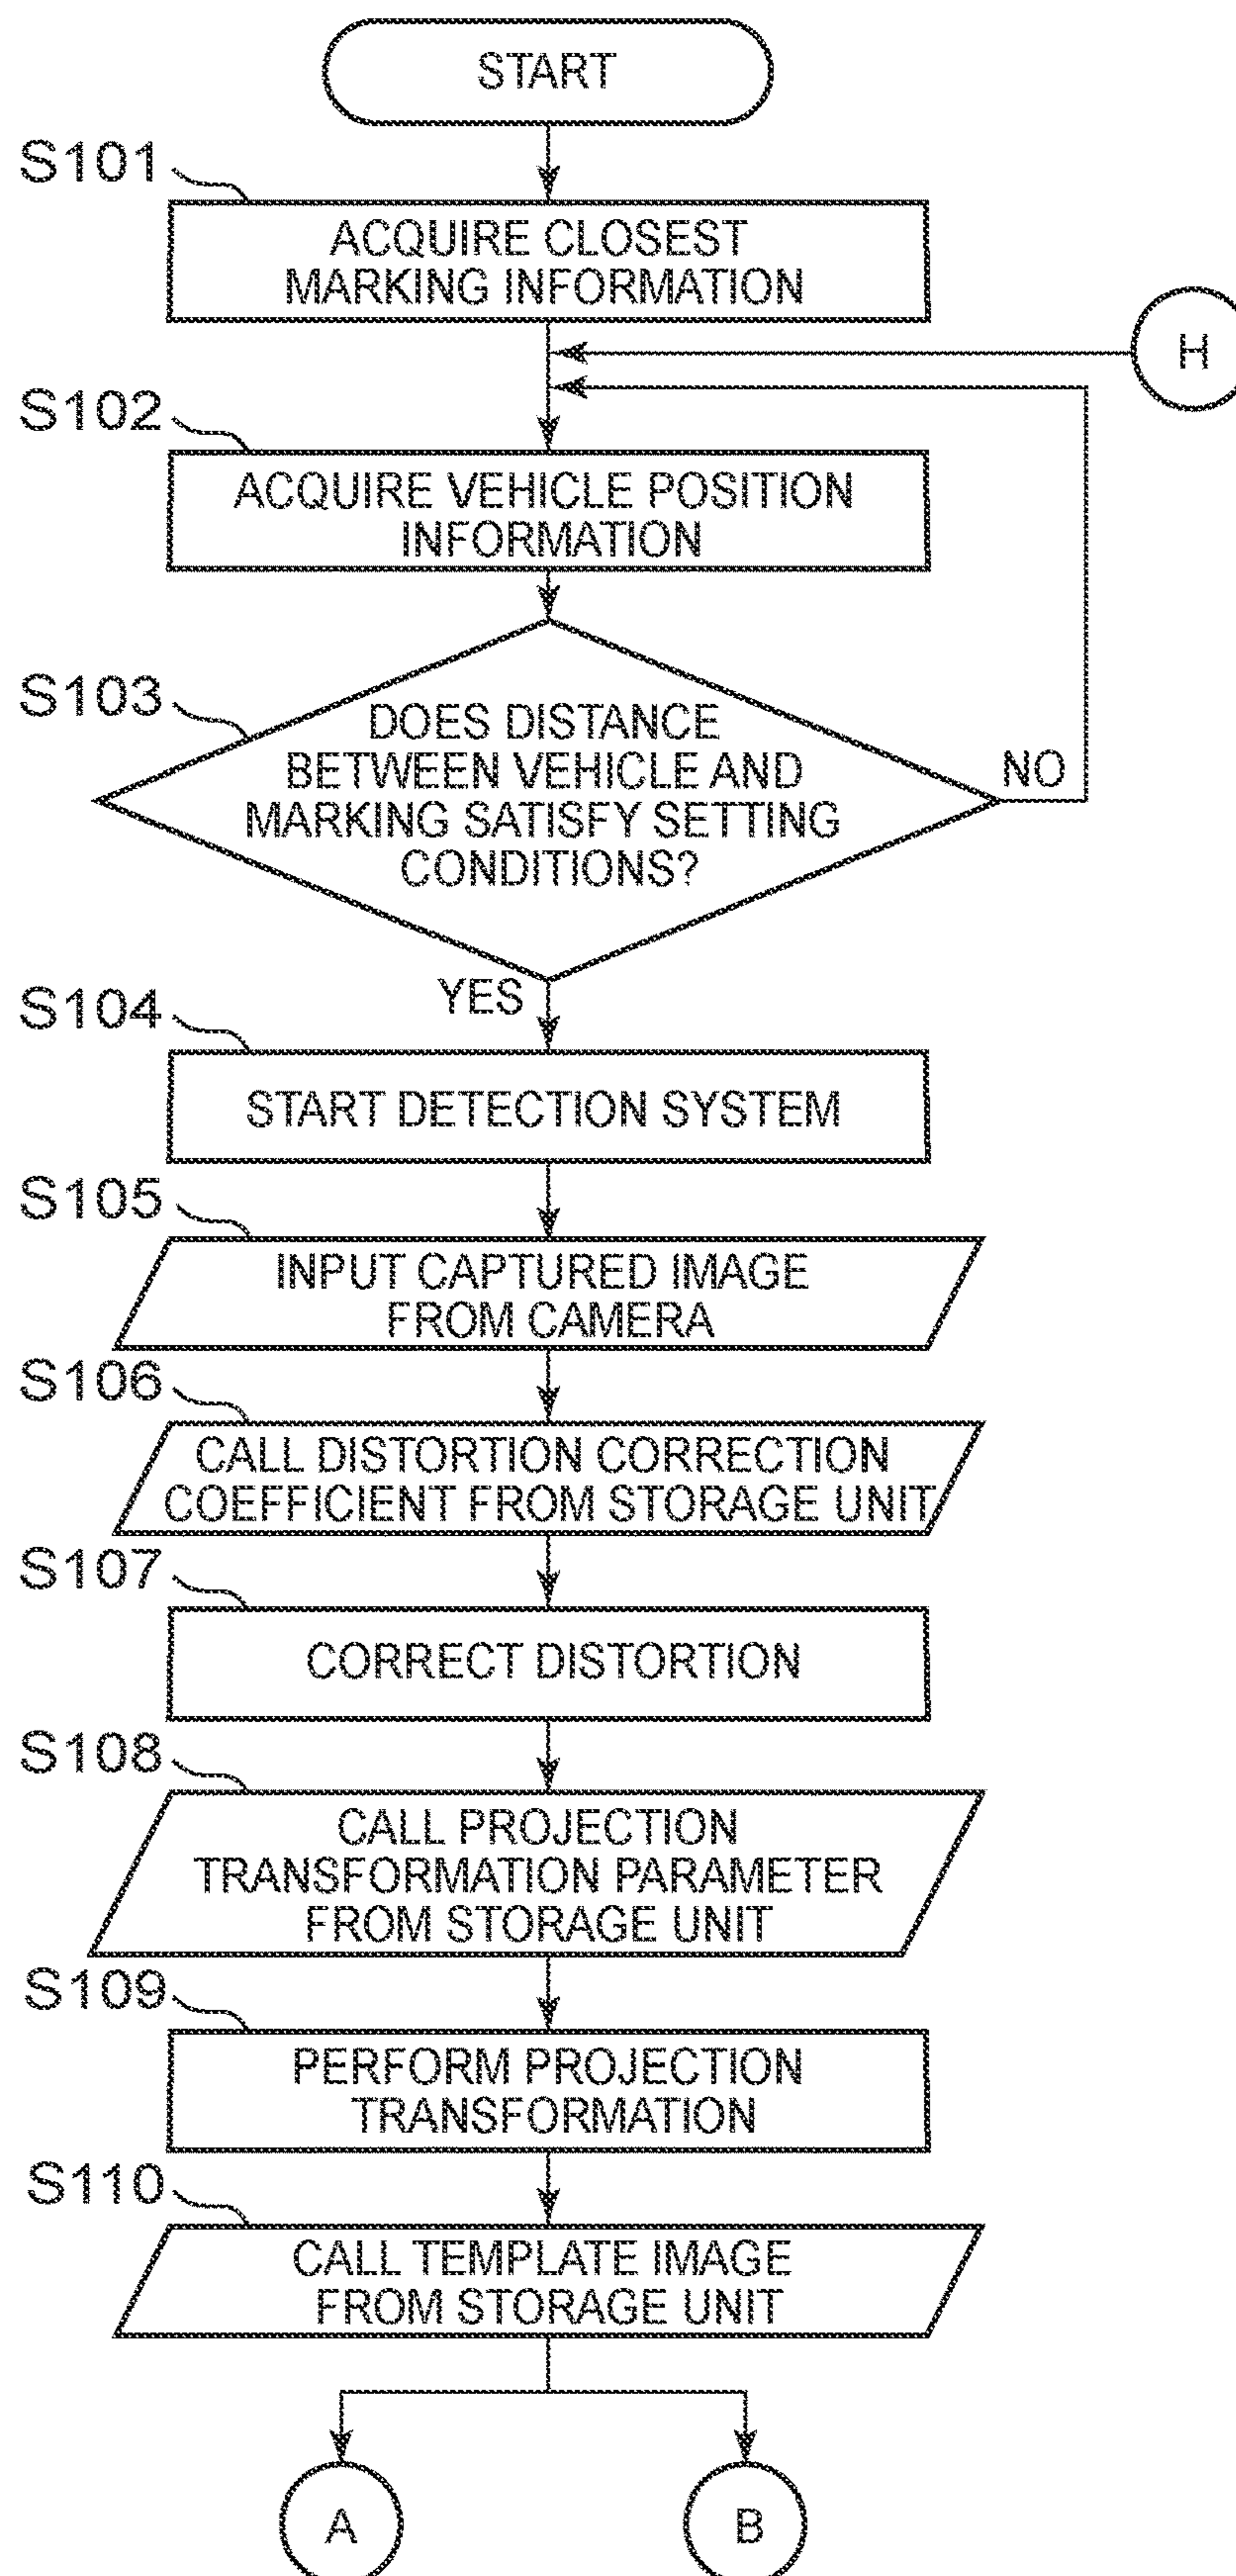 START
S101
ACQUIRE CLOSEST
MARKING INFORMATION
H
S102
ACQUIRE VEHICLE POSITION
INFORMATION
S103
DOES DISTANCE
BETWEEN VEHICLE AND
MARKING SATISFY SETTING
CONDITIONS?
NO
YES
S104
START DETECTION SYSTEM
S105
INPUT CAPTURED IMAGE
FROM CAMERA
S106
CALL DISTORTION CORRECTION
COEFFICIENT FROM STORAGE UNIT
S107
CORRECT DISTORTION
S108
CALL PROJECTION
TRANSFORMATION PARAMETER
FROM STORAGE UNIT
S109
PERFORM PROJECTION
TRANSFORMATION
S110
CALL TEMPLATE IMAGE
FROM STORAGE UNIT
A
B